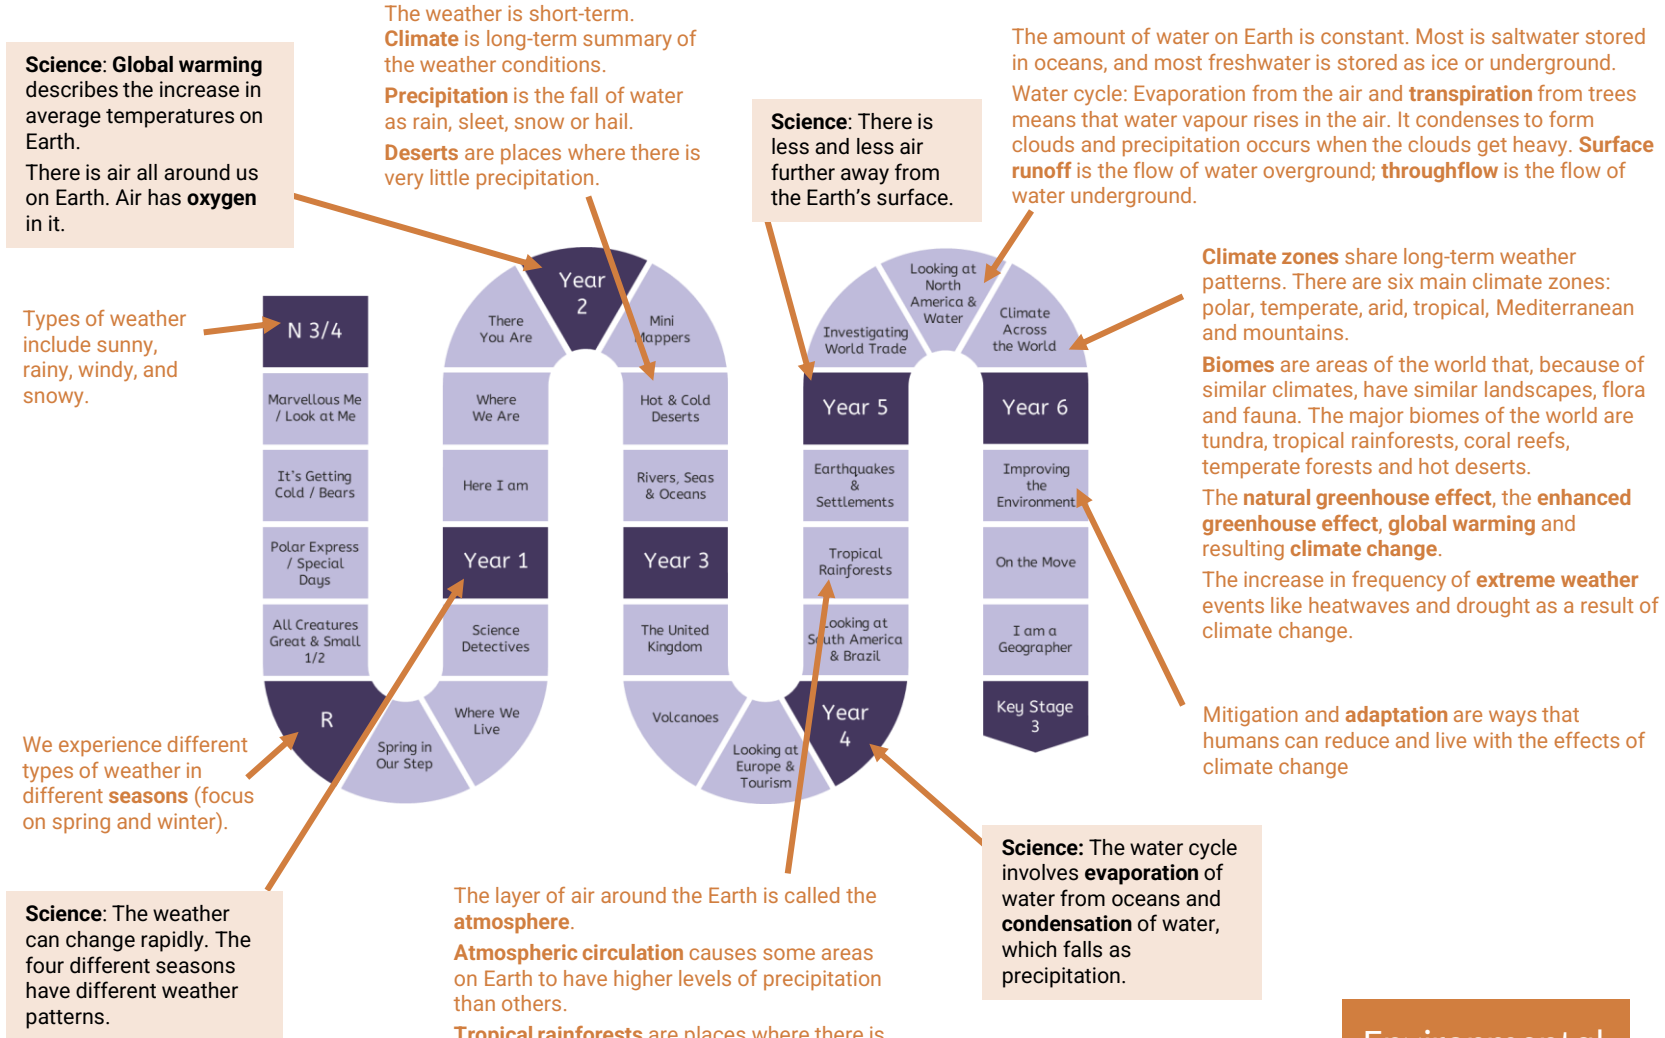 The weather is short-term.
Climate is long-term summary of
the weather conditions.
Precipitation is the fall of water
as rain, sleet, snow or hail.
Deserts are places where there is
very little precipitation.
The amount of water on Earth is constant. Most is saltwater stored
in oceans, and most freshwater is stored as ice or underground.
Water cycle: Evaporation from the air and transpiration from trees
means that water vapour rises in the air. It condenses to form
clouds and precipitation occurs when the clouds get heavy. Surface
runoff is the flow of water overground; throughflow is the flow of
water underground.
Science: Global warming
describes the increase in
average temperatures on
Earth.
There is air all around us
on Earth. Air has oxygen
in it.
Science: There is
less and less air
further away from
the Earth's surface.
Climate zones share long-term weather
patterns. There are six main climate zones:
polar, temperate, arid, tropical, Mediterranean
and mountains.
Biomes are areas of the world that, because of
similar climates, have similar landscapes, flora
and fauna. The major biomes of the world are
tundra, tropical rainforests, coral reefs,
temperate forests and hot deserts.
The natural greenhouse effect, the enhanced
greenhouse effect, global warming and
resulting climate change.
The increase in frequency of extreme weather
events like heatwaves and drought as a result of
climate change.
Types of weather
include sunny,
rainy, windy, and
snowy.
N 3/4
Marvellous Me
/ Look at Me
It's Getting
Cold / Bears
Polar Express
/ Special
Days
All Creatures
Great & Small
1/2
R
Spring in
Our Step
Where We
Live
Science
Detectives
Year 1
Here I am
Where
We Are
There
You Are
Year
2
Mini
Mappers
Hot & Cold
Deserts
Rivers, Seas
& Oceans
Year 3
The United
Kingdom
Volcanoes
Looking at
Europe &
Tourism
Year
4
Looking at
South America
& Brazil
Tropical
Rainforests
Earthquakes
&
Settlements
Year 5
Investigating
World Trade
Looking at
North
America &
Water
Climate
Across
the World
Year 6
Improving
the
Environment
On the Move
I am a
Geographer
Key Stage
3
We experience different
types of weather in
different seasons (focus
on spring and winter).
Mitigation and adaptation are ways that
humans can reduce and live with the effects of
climate change
Science: The weather
can change rapidly. The
four different seasons
have different weather
patterns.
The layer of air around the Earth is called the
atmosphere.
Atmospheric circulation causes some areas
on Earth to have higher levels of precipitation
than others.
Tropical rainforests are places where there is
Science: The water cycle
involves evaporation of
water from oceans and
condensation of water,
which falls as
precipitation.
Environmental